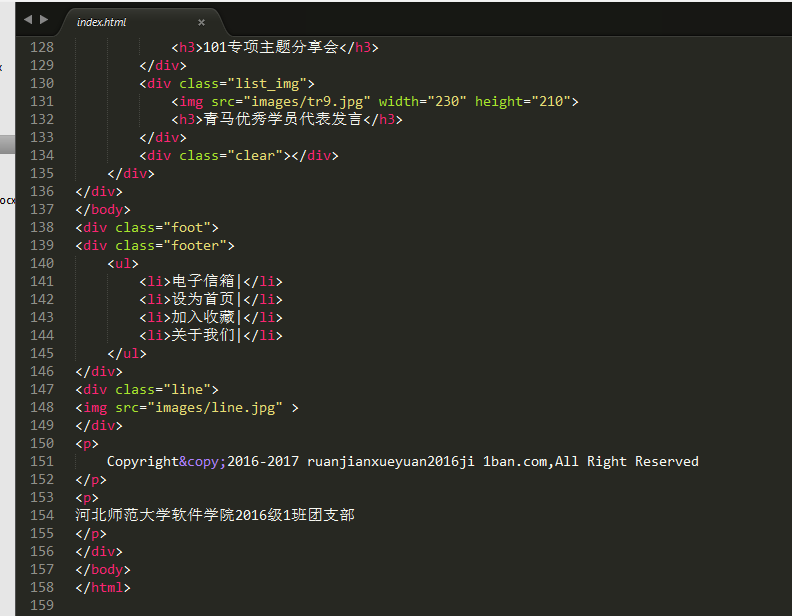 index.html ×
128 <h3>101专项主题分享会</h3>
129 </div>
130 <div class="list_img">
131 <img src="images/tr9.jpg" width="230" height="210">
132 <h3>青马优秀学员代表发言</h3>
133 </div>
134 <div class="clear"></div>
135 </div>
136 </div>
137 </body>
138 <div class="foot">
139 <div class="footer">
140 <ul>
141 <li>电子信箱|</li>
142 <li>设为首页|</li>
143 <li>加入收藏|</li>
144 <li>关于我们|</li>
145 </ul>
146 </div>
147 <div class="line">
148 <img src="images/line.jpg" >
149 </div>
150 <p>
151 Copyright&copy;2016-2017 ruanjianxueyuan2016ji 1ban.com,All Right Reserved
152 </p>
153 <p>
154 河北师范大学软件学院2016级1班团支部
155 </p>
156 </div>
157 </body>
158 </html>
159